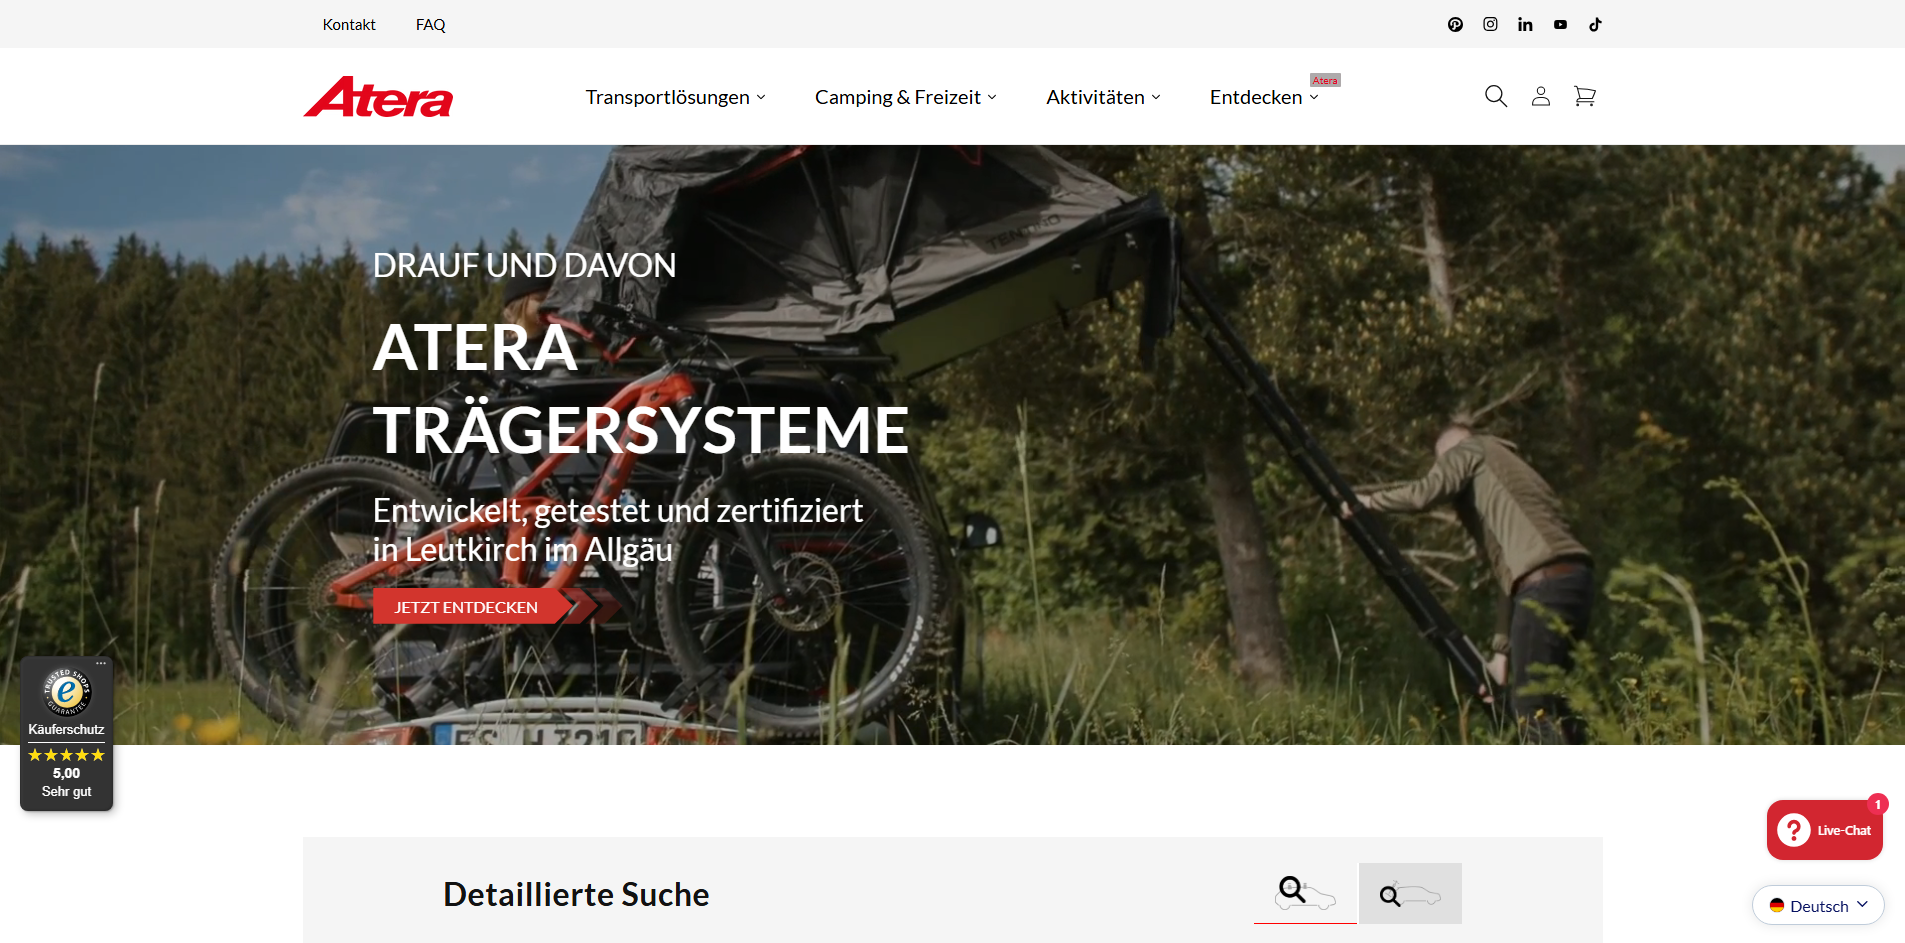 Kontakt
FAQ
Atera
Transportlösungen
Camping & Freizeit
Aktivitäten
Entdecken
Atera
TENTINO
DRAUF UND DAVON
ATERA
TRÄGERSYSTEME
Entwickelt, getestet und zertifiziert
in Leutkirch im Allgäu
JETZT ENTDECKEN
MAXXIS
TRUSTED SHOPS
GUARANTEE
Käuferschutz
5,00
Sehr gut
Detaillierte Suche
1
Live-Chat
Deutsch